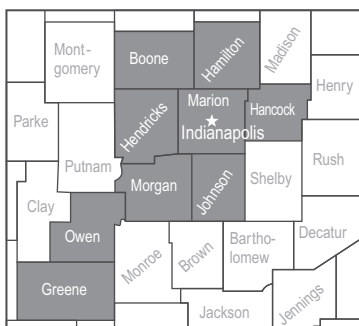 Mont-
gomery
Boone
Hamilton
Madison
Henry
Parke
Hendricks
Marion
Hancock
Indianapolis
Putnam
Rush
Morgan
Johnson
Shelby
Clay
Owen
Monroe
Brown
Bartho-
lomew
Decatur
Greene
Jackson
Jennings